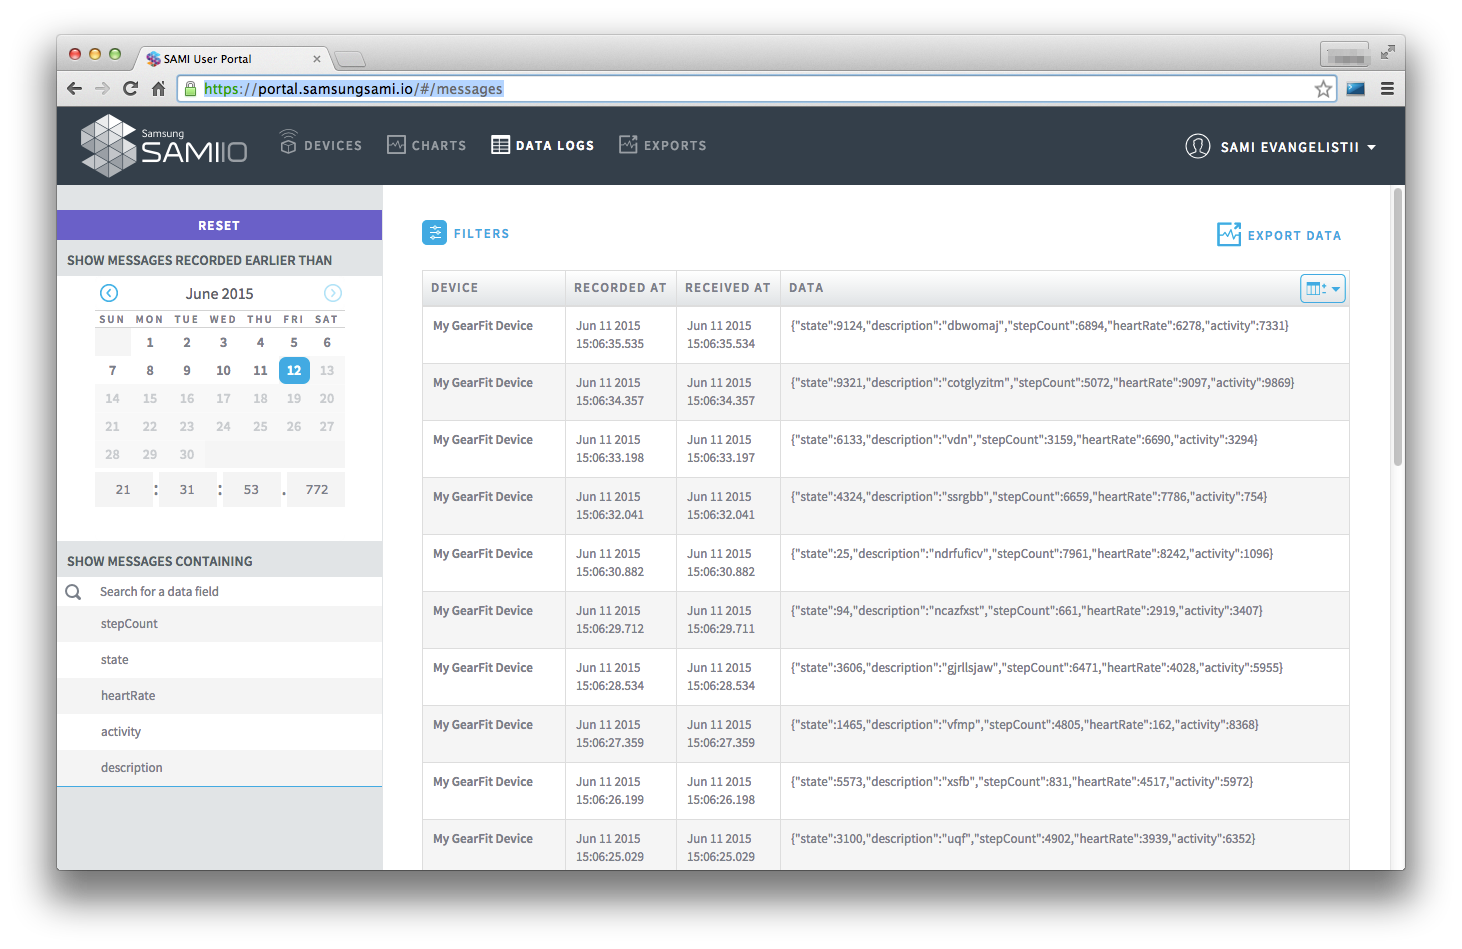 SAMI User Portal
https://portal.samsungsami.io/#/messages
Samsung
SAMIIO
DEVICES
CHARTS
DATA LOGS
EXPORTS
SAMI EVANGELISTII
RESET
SHOW MESSAGES RECORDED EARLIER THAN
June 2015
SUN MON TUE WED THU FRI SAT
1 2 3 4 5 6
7 8 9 10 11 12 13
14 15 16 17 18 19 20
21 22 23 24 25 26 27
28 29 30
21 : 31 : 53 . 772
SHOW MESSAGES CONTAINING
Search for a data field
stepCount
state
heartRate
activity
description
FILTERS
EXPORT DATA
DEVICE RECORDED AT RECEIVED AT DATA
My GearFit Device Jun 11 2015 Jun 11 2015 {"state":9124,"description":"dbwomaj","stepCount":6894,"heartRate":6278,"activity":7331}
15:06:35.535 15:06:35.534
My GearFit Device Jun 11 2015 Jun 11 2015 {"state":9321,"description":"cotglyzitm","stepCount":5072,"heartRate":9097,"activity":9869}
15:06:34.357 15:06:34.357
My GearFit Device Jun 11 2015 Jun 11 2015 {"state":6133,"description":"vdn","stepCount":3159,"heartRate":6690,"activity":3294}
15:06:33.198 15:06:33.197
My GearFit Device Jun 11 2015 Jun 11 2015 {"state":4324,"description":"ssrgbb","stepCount":6659,"heartRate":7786,"activity":754}
15:06:32.041 15:06:32.041
My GearFit Device Jun 11 2015 Jun 11 2015 {"state":25,"description":"ndrfuficv","stepCount":7961,"heartRate":8242,"activity":1096}
15:06:30.882 15:06:30.882
My GearFit Device Jun 11 2015 Jun 11 2015 {"state":94,"description":"ncazfxst","stepCount":661,"heartRate":2919,"activity":3407}
15:06:29.712 15:06:29.711
My GearFit Device Jun 11 2015 Jun 11 2015 {"state":3606,"description":"gjrllsjaw","stepCount":6471,"heartRate":4028,"activity":5955}
15:06:28.534 15:06:28.534
My GearFit Device Jun 11 2015 Jun 11 2015 {"state":1465,"description":"vfmp","stepCount":4805,"heartRate":162,"activity":8368}
15:06:27.359 15:06:27.359
My GearFit Device Jun 11 2015 Jun 11 2015 {"state":5573,"description":"xsfb","stepCount":831,"heartRate":4517,"activity":5972}
15:06:26.199 15:06:26.198
My GearFit Device Jun 11 2015 Jun 11 2015 {"state":3100,"description":"uqf","stepCount":4902,"heartRate":3939,"activity":6352}
15:06:25.029 15:06:25.029